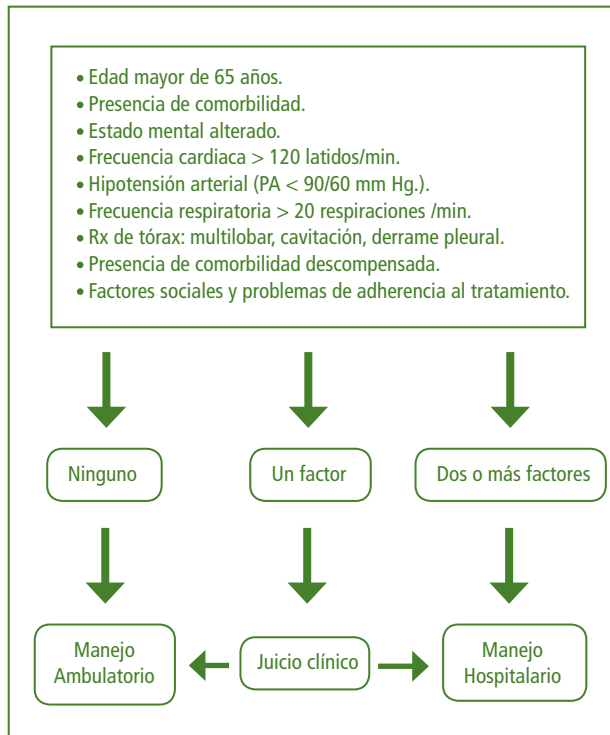 • Edad mayor de 65 años.
• Presencia de comorbilidad.
• Estado mental alterado.
• Frecuencia cardiaca > 120 latidos/min.
• Hipotensión arterial (PA < 90/60 mm Hg.).
• Frecuencia respiratoria > 20 respiraciones /min.
• Rx de tórax: multilobar, cavitación, derrame pleural.
• Presencia de comorbilidad descompensada.
• Factores sociales y problemas de adherencia al tratamiento.
Ninguno
Un factor
Dos o más factores
Manejo
Ambulatorio
Juicio clínico
Manejo
Hospitalario